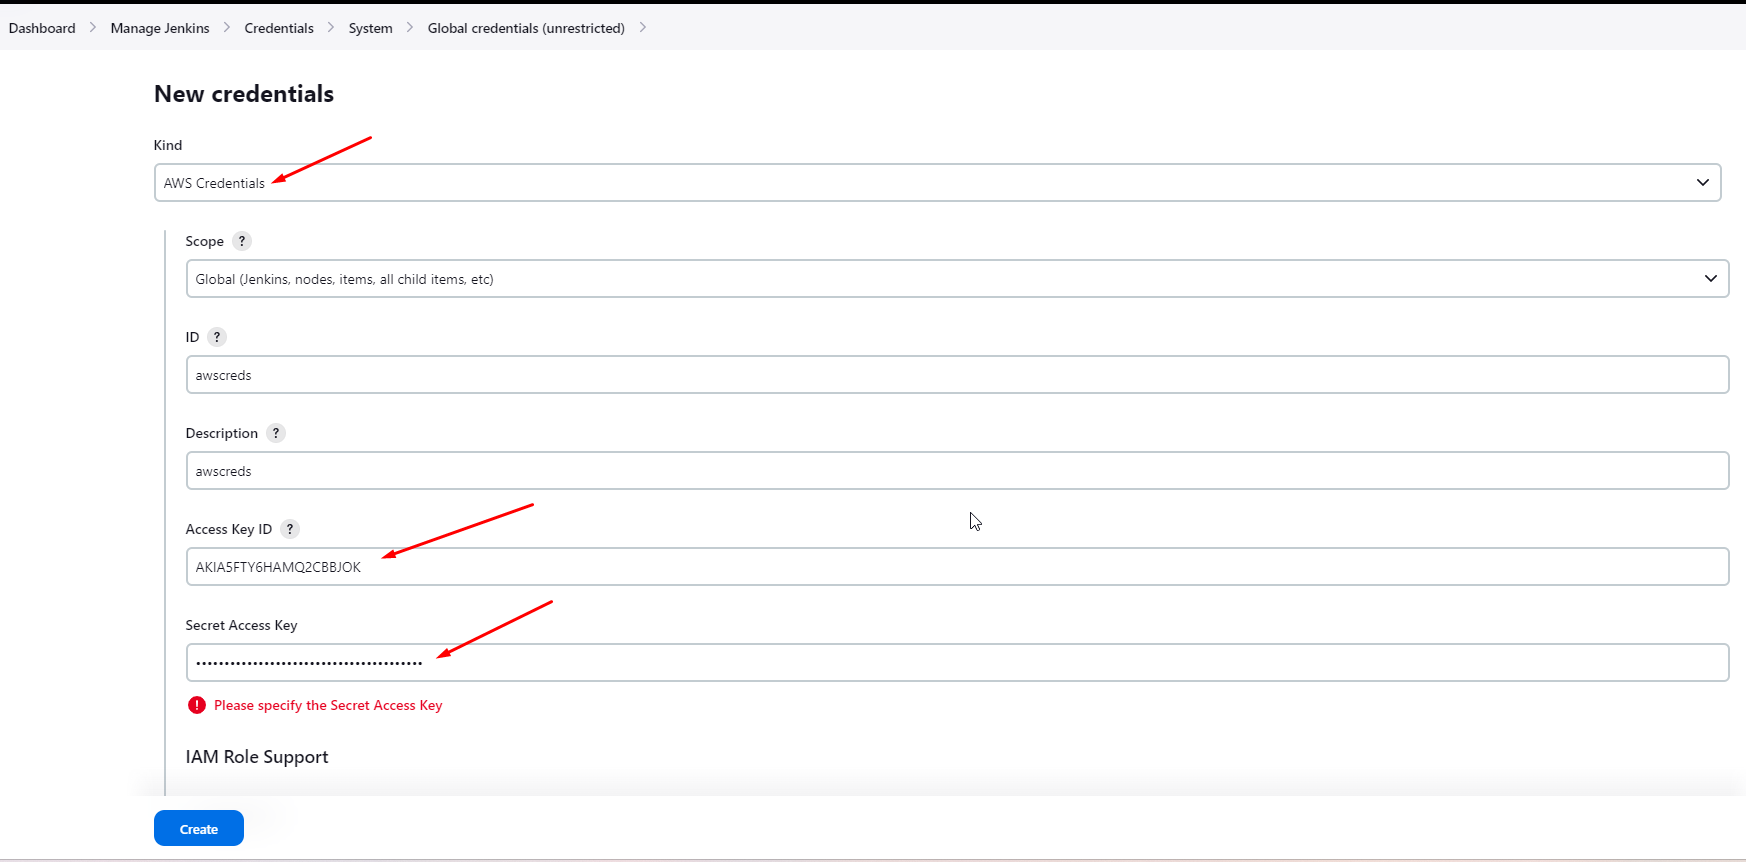 Dashboard > Manage Jenkins > Credentials > System > Global credentials (unrestricted) >
New credentials
Kind
AWS Credentials
Scope ?
Global (Jenkins, nodes, items, all child items, etc)
ID ?
awscreds
Description ?
awscreds
Access Key ID ?
AKIA5FTY6HAMQ2CBBJOK
Secret Access Key
••••••••••••••••••••••••••••••••••••••••
! Please specify the Secret Access Key
IAM Role Support
Create